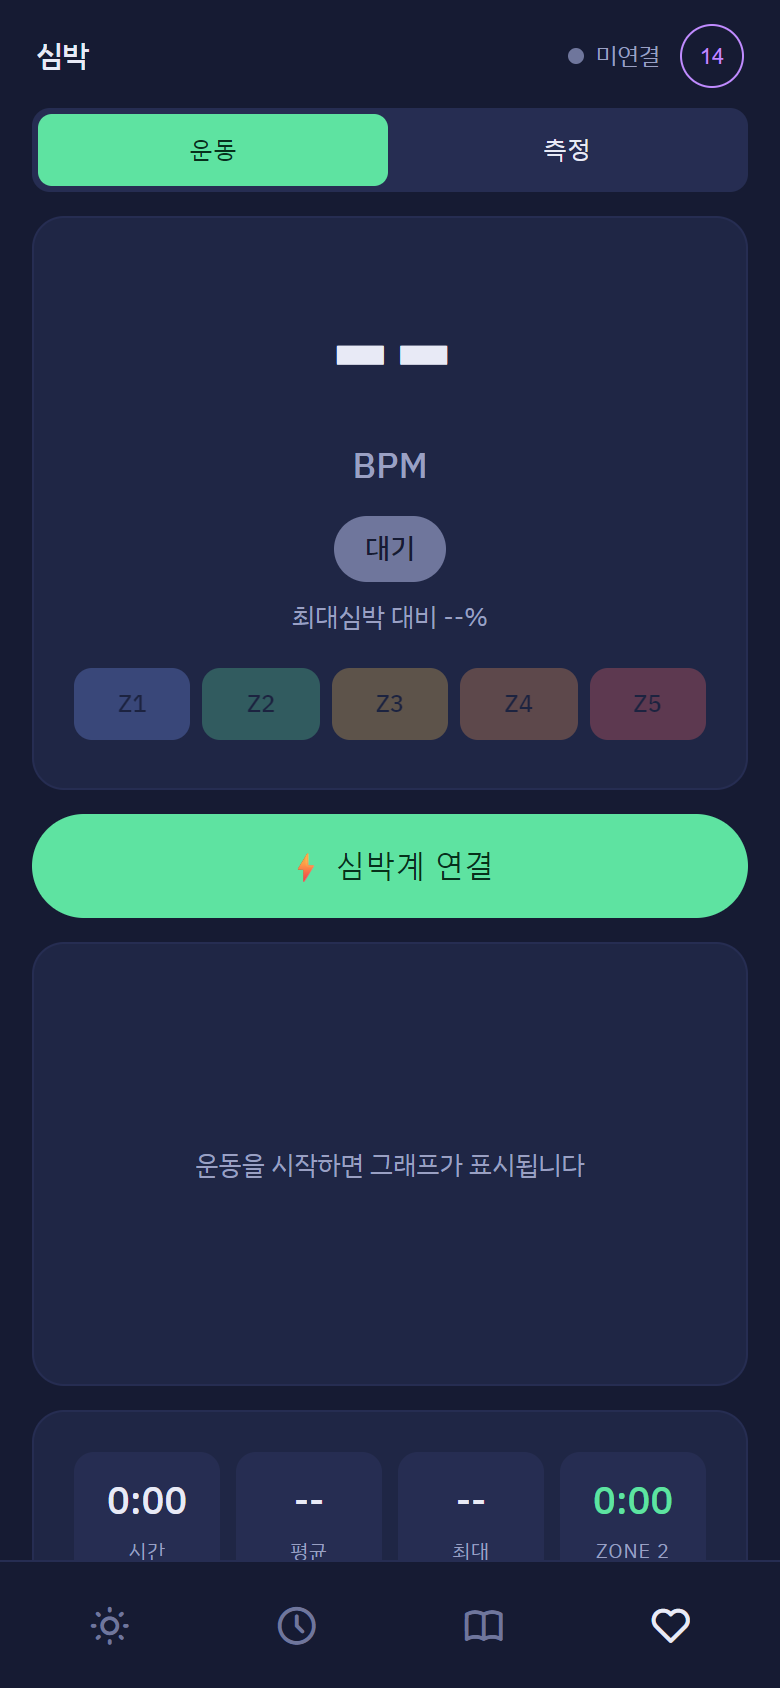 심박
미연결
14
운동
측정
--
BPM
대기
최대심박 대비 --%
Z1 Z2 Z3 Z4 Z5
⚡ 심박계 연결
운동을 시작하면 그래프가 표시됩니다
0:00 -- -- 0:00
시간 평균 최대 ZONE 2